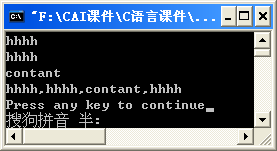 "F:\CAI课件\C语言课件\...
hhhh
hhhh
contant
hhhh,hhhh,contant,hhhh
Press any key to continue
搜狗拼音 半: